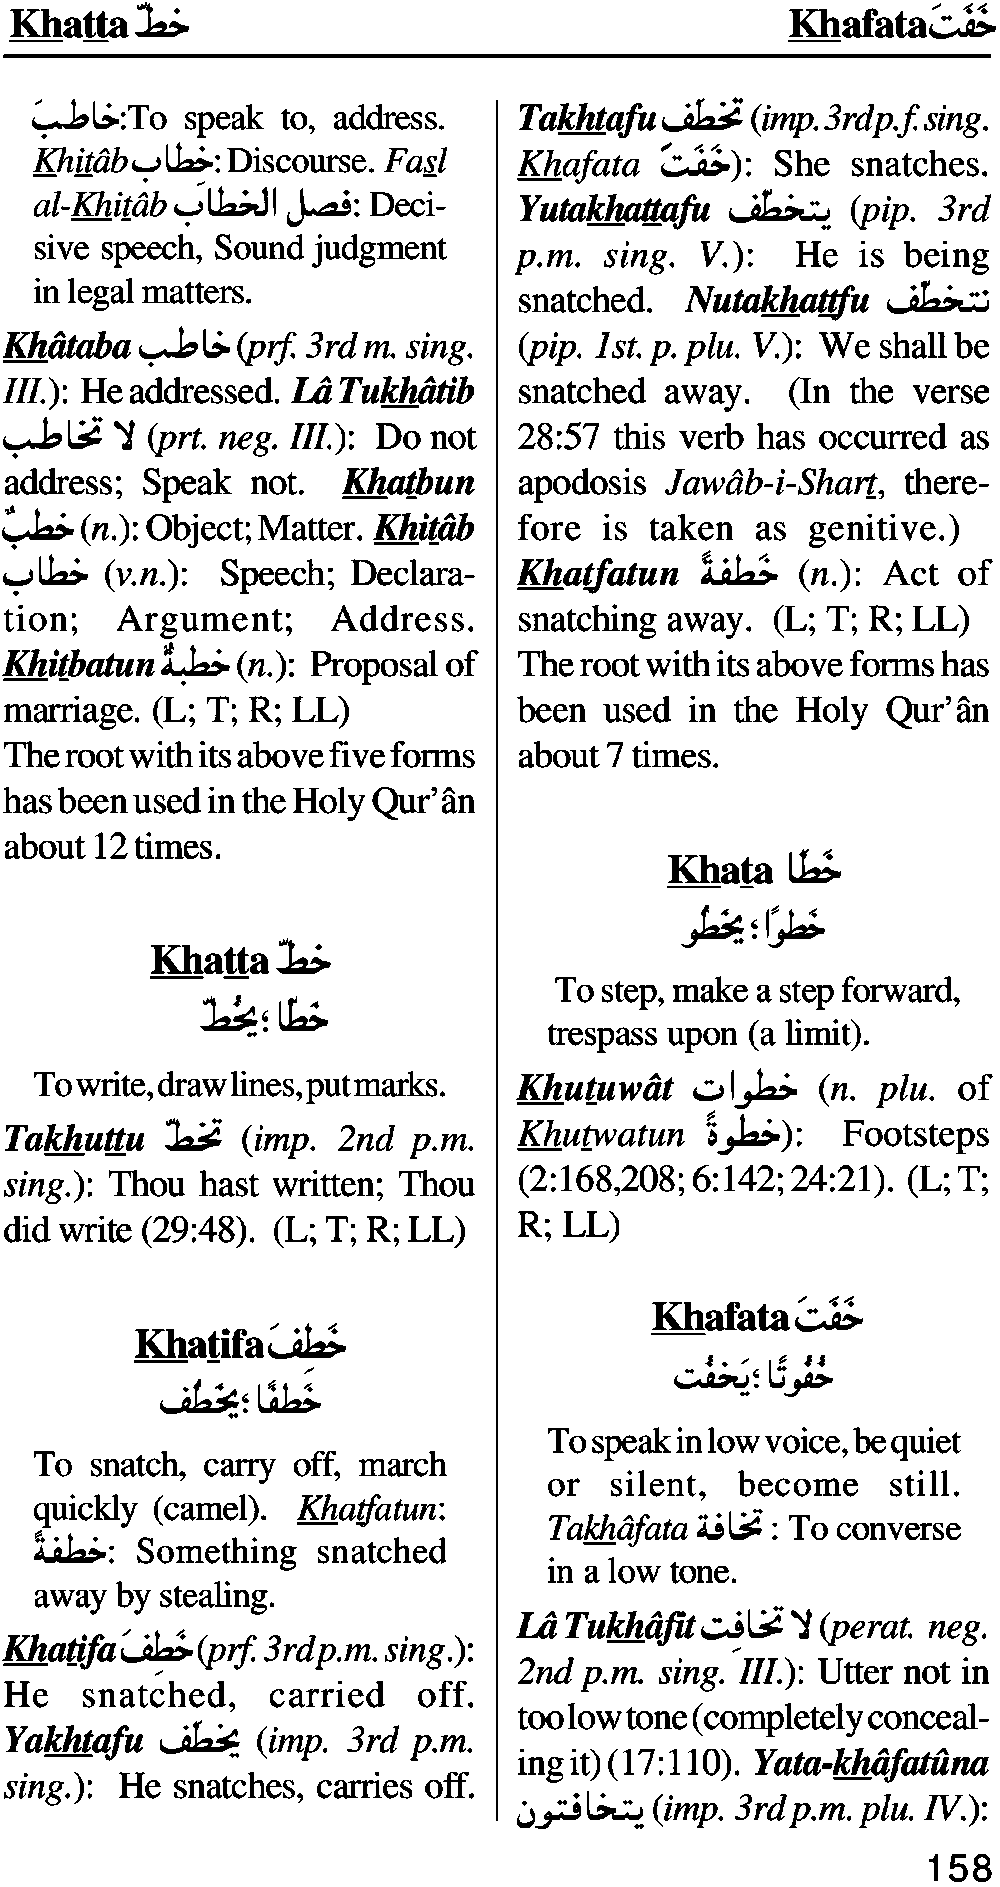 Khatta خطّ
Khafata خَفَتَ
خاطبَ:To speak to, address.
Khitâb خطاب: Discourse. Fasl
al-Khitâb فصل الخطاب: Deci-
sive speech, Sound judgment
in legal matters.
Khâtaba خاطب (prf. 3rd m. sing.
III.): He addressed. Lâ Tukhâtib
لا تخاطب (prt. neg. III.): Do not
address; Speak not. Khatbun
خطبٌ (n.): Object; Matter. Khitâb
خطاب (v.n.): Speech; Declara-
tion; Argument; Address.
Khitbatun خطبةٌ (n.): Proposal of
marriage. (L; T; R; LL)
The root with its above five forms
has been used in the Holy Qur’ân
about 12 times.
Khatta خطّ
خَطّا ؛ يَخُطّ
To write, draw lines, put marks.
Takhuttu تخطّ (imp. 2nd p.m.
sing.): Thou hast written; Thou
did write (29:48). (L; T; R; LL)
Khatifa خَطِفَ
خَطفًا ؛ يَخطُف
To snatch, carry off, march
quickly (camel). Khatfatun:
خطفةً: Something snatched
away by stealing.
Khatifa خَطِفَ (prf. 3rd p.m. sing.):
He snatched, carried off.
Yakhtafu يخطَف (imp. 3rd p.m.
sing.): He snatches, carries off.
Takhtafu تخطَف (imp. 3rd p.f. sing.
Khafata خَفَتَ): She snatches.
Yutakhattafu يتخطّف (pip. 3rd
p.m. sing. V.): He is being
snatched. Nutakhattfu نتخطّف
(pip. 1st. p. plu. V.): We shall be
snatched away. (In the verse
28:57 this verb has occurred as
apodosis Jawâb-i-Shart, there-
fore is taken as genitive.)
Khatfatun خَطفةً (n.): Act of
snatching away. (L; T; R; LL)
The root with its above forms has
been used in the Holy Qur’ân
about 7 times.
Khata خَطَا
خَطوًا ؛ يَخطُو
To step, make a step forward,
trespass upon (a limit).
Khutuwât خطوات (n. plu. of
Khutwatun خطوةً): Footsteps
(2:168,208; 6:142; 24:21). (L; T;
R; LL)
Khafata خَفَتَ
خُفُوتًا ؛ يَخفُت
To speak in low voice, be quiet
or silent, become still.
Takhâfata تخافة : To converse
in a low tone.
Lâ Tukhâfit لا تخافِت (perat. neg.
2nd p.m. sing. III.): Utter not in
too low tone (completely conceal-
ing it) (17:110). Yata-khâfatûna
يتخافتون (imp. 3rd p.m. plu. IV.):
158